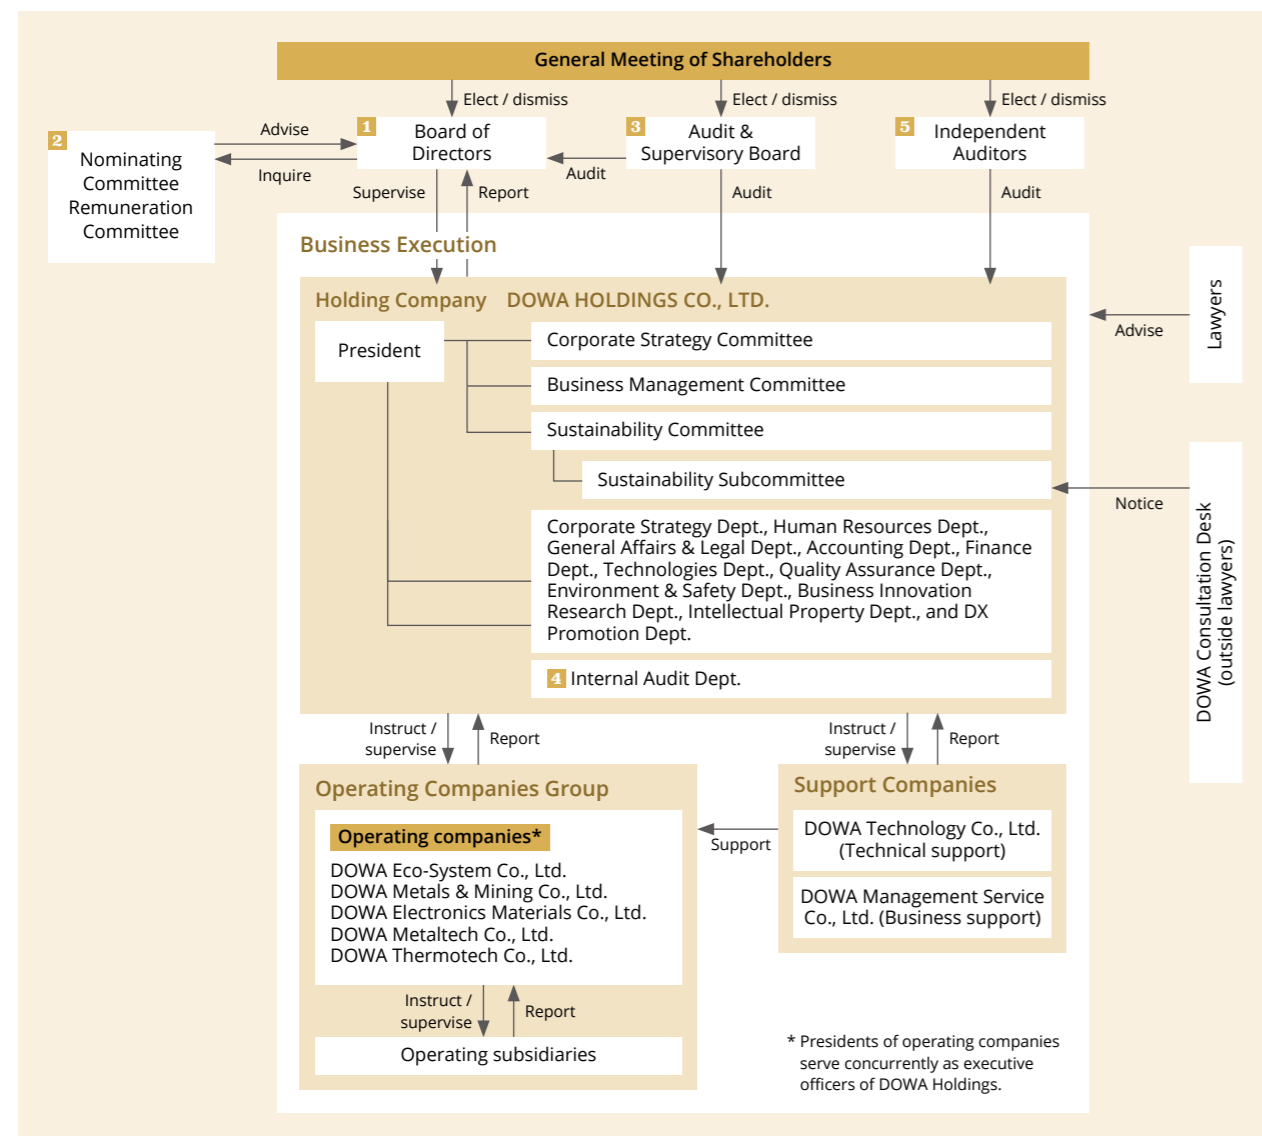 General Meeting of Shareholders
Elect / dismiss
Elect / dismiss
Elect / dismiss
2
Nominating
Committee
Remuneration
Committee
Advise
Inquire
1
Board of
Directors
3
Audit &
Supervisory Board
Audit
5
Independent
Auditors
Supervise
Report
Audit
Audit
Business Execution
Holding Company DOWA HOLDINGS CO., LTD.
President
Corporate Strategy Committee
Business Management Committee
Sustainability Committee
Sustainability Subcommittee
Corporate Strategy Dept., Human Resources Dept.,
General Affairs & Legal Dept., Accounting Dept., Finance
Dept., Technologies Dept., Quality Assurance Dept.,
Environment & Safety Dept., Business Innovation
Research Dept., Intellectual Property Dept., and DX
Promotion Dept.
4 Internal Audit Dept.
Lawyers
Advise
DOWA Consultation Desk
(outside lawyers)
Notice
Instruct /
supervise
Report
Instruct /
supervise
Report
Operating Companies Group
Operating companies*
DOWA Eco-System Co., Ltd.
DOWA Metals & Mining Co., Ltd.
DOWA Electronics Materials Co., Ltd.
DOWA Metaltech Co., Ltd.
DOWA Thermotech Co., Ltd.
Instruct /
supervise
Report
Operating subsidiaries
Support
Support Companies
DOWA Technology Co., Ltd.
(Technical support)
DOWA Management Service
Co., Ltd. (Business support)
* Presidents of operating companies
serve concurrently as executive
officers of DOWA Holdings.